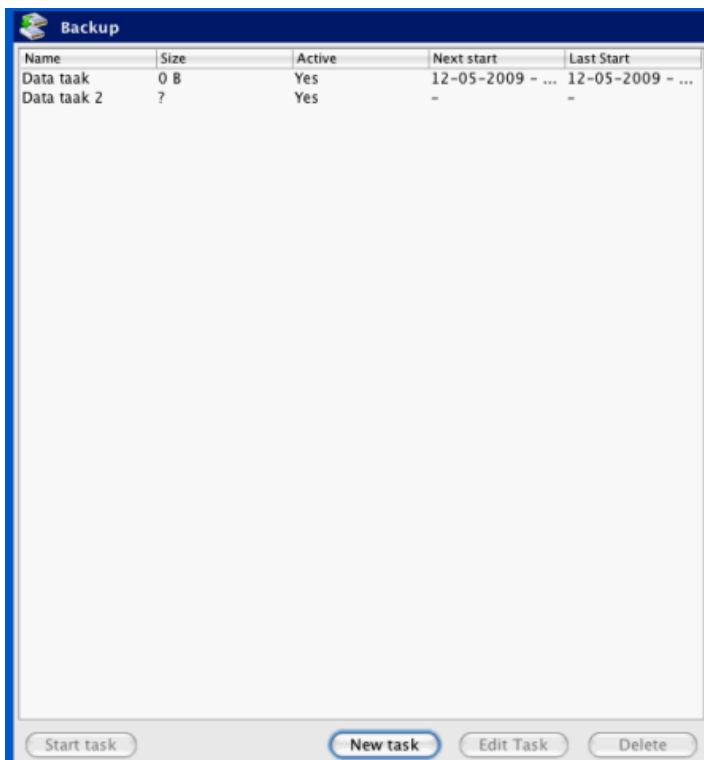 Backup
Name Size Active Next start Last Start
Data taak 0 B Yes 12-05-2009 - ... 12-05-2009 - ...
Data taak 2 ? Yes - -
Start task New task Edit Task Delete